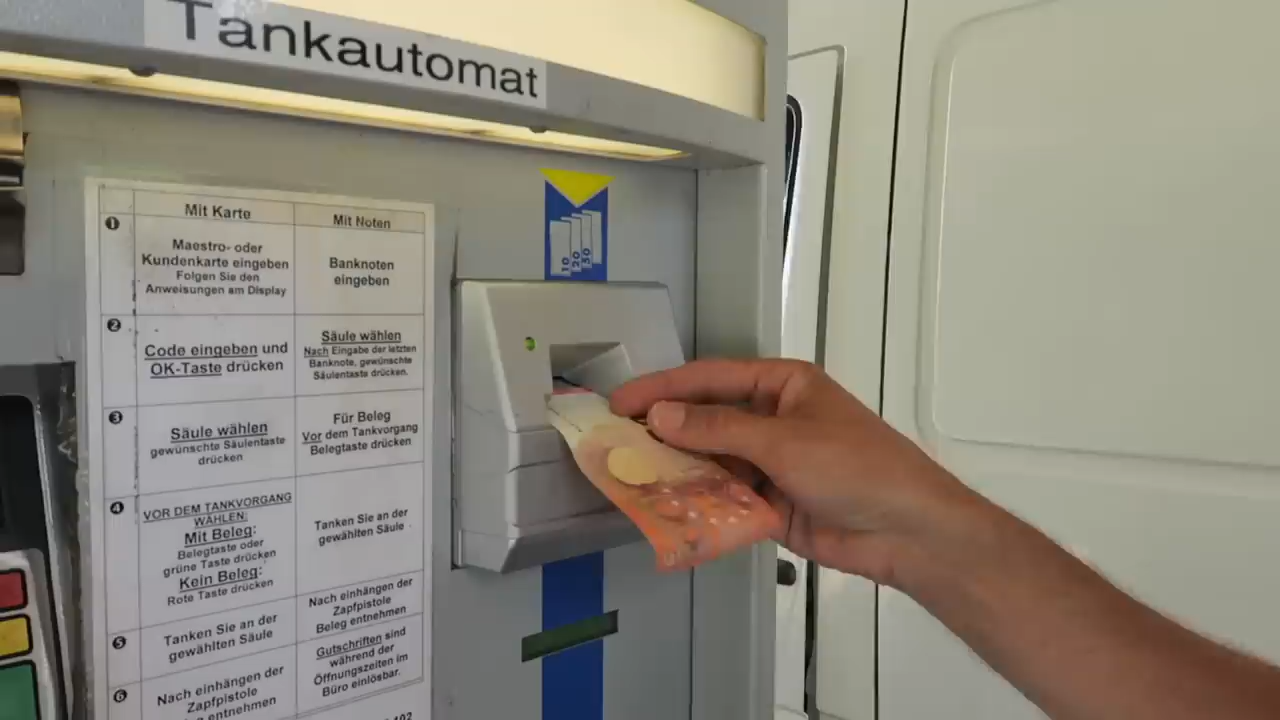 Tankautomat
10
20
50
Mit Karte
Mit Noten
1
Maestro- oder
Kundenkarte eingeben
Folgen Sie den
Anweisungen am Display
Banknoten
eingeben
2
Code eingeben und
OK-Taste drücken
Säule wählen
Nach Eingabe der letzten
Banknote, gewünschte
Säulentaste drücken.
3
Säule wählen
gewünschte Säulentaste
drücken
Für Beleg
Vor dem Tankvorgang
Belegtaste drücken
4
VOR DEM TANKVORGANG
WÄHLEN:
Mit Beleg:
Belegtaste oder
grüne Taste drücken
Kein Beleg:
Rote Taste drücken
Tanken Sie an der
gewählten Säule
5
Tanken Sie an der
gewählten Säule
Nach einhängen der
Zapfpistole
Beleg entnehmen
6
Nach einhängen der
Zapfpistole
entnehmen
Gutschriften sind
während der
Öffnungszeiten im
Büro einlösbar.